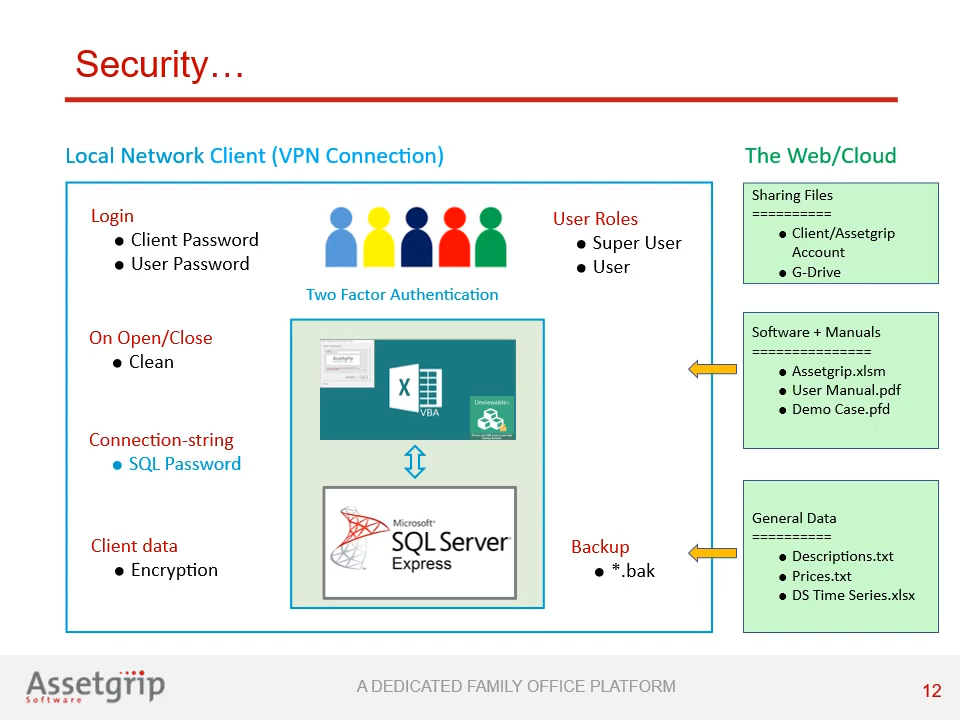 Security…
Local Network Client (VPN Connection)
The Web/Cloud
Login
● Client Password
● User Password
Two Factor Authentication
User Roles
● Super User
● User
On Open/Close
● Clean
Connection-string
● SQL Password
Client data
● Encryption
Assetgrip
X
VBA
Unviewable+
Microsoft®
SQL Server®
Express
Backup
● *.bak
Sharing Files
==========
● Client/Assetgrip
Account
● G-Drive
Software + Manuals
===============
● Assetgrip.xlsm
● User Manual.pdf
● Demo Case.pfd
General Data
==========
● Descriptions.txt
● Prices.txt
● DS Time Series.xlsx
Assetgrip
Software
A DEDICATED FAMILY OFFICE PLATFORM
12